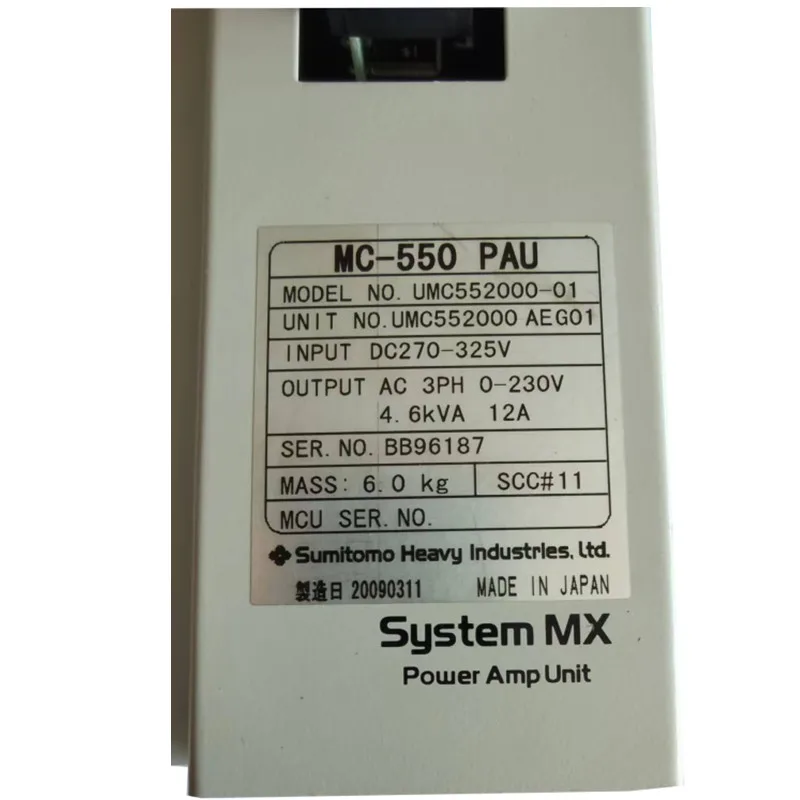 MC-550 PAU
MODEL NO. UMC552000-01
UNIT NO. UMC552000 AEG01
INPUT DC270-325V
OUTPUT AC 3PH 0-230V
4.6kVA 12A
SER. NO. BB96187
MASS: 6.0 kg SCC#11
MCU SER. NO.
Sumitomo Heavy Industries, Ltd.
製造日 20090311 MADE IN JAPAN
System MX
Power Amp Unit